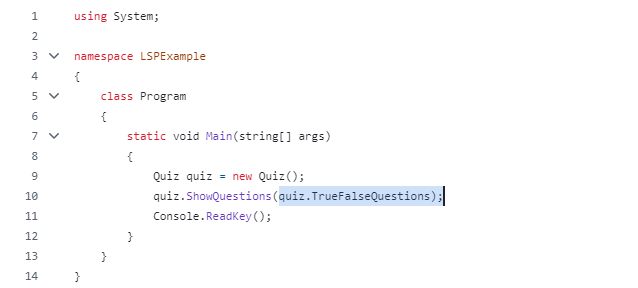 1 using System;
2
3 namespace LSPExample
4 {
5 class Program
6 {
7 static void Main(string[] args)
8 {
9 Quiz quiz = new Quiz();
10 quiz.ShowQuestions(quiz.TrueFalseQuestions);
11 Console.ReadKey();
12 }
13 }
14 }